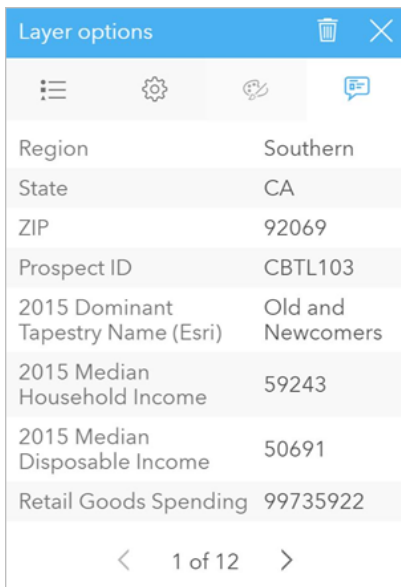 Layer options
Region Southern
State CA
ZIP 92069
Prospect ID CBTL103
2015 Dominant Old and
Tapestry Name (Esri) Newcomers
2015 Median
Household Income 59243
2015 Median
Disposable Income 50691
Retail Goods Spending 99735922
< 1 of 12 >